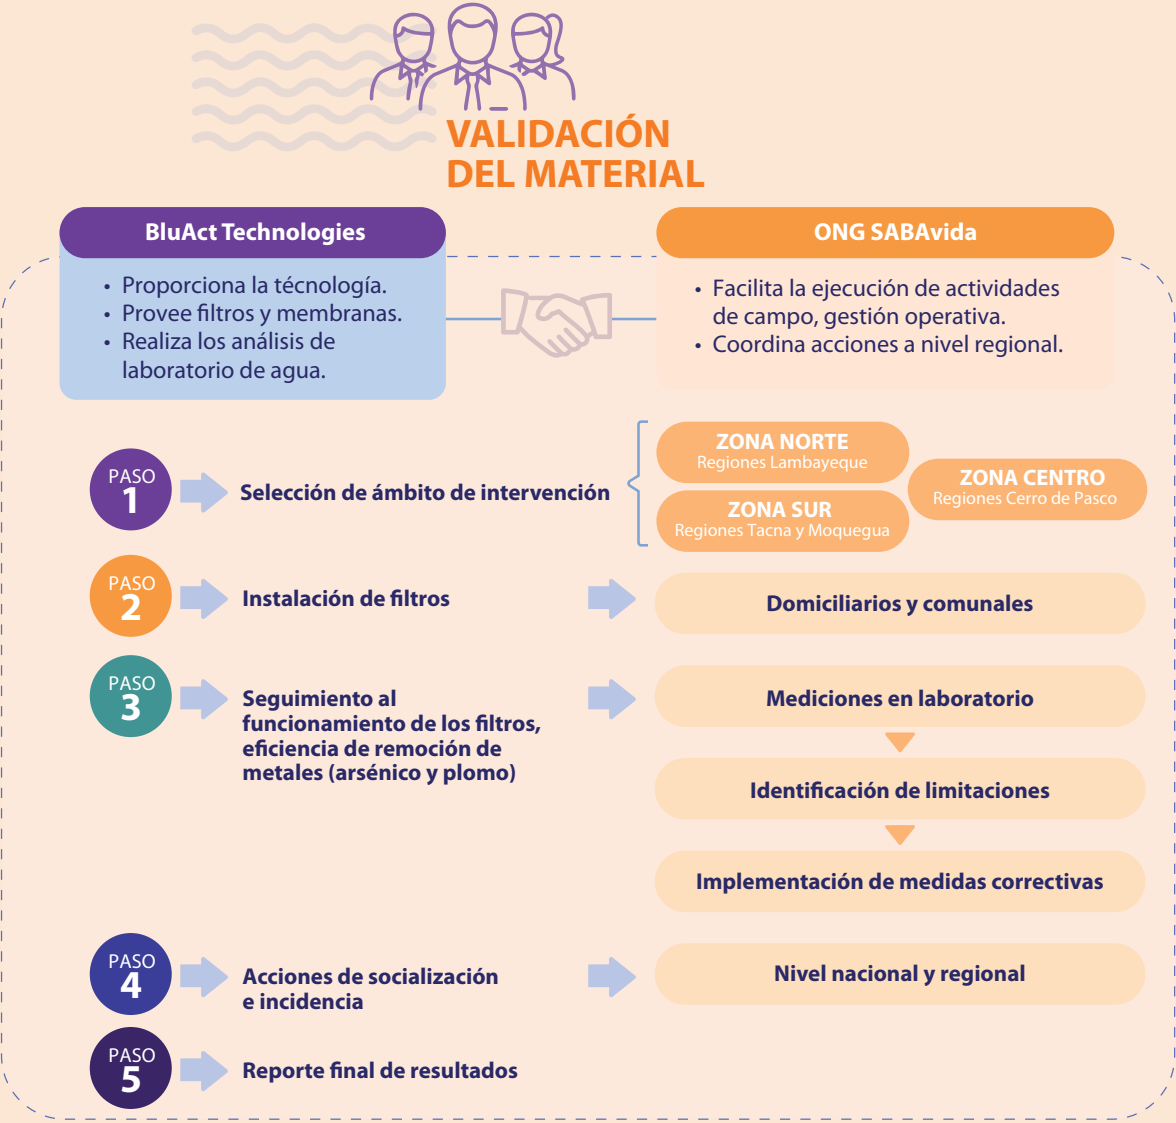 VALIDACIÓN
DEL MATERIAL
BluAct Technologies
• Proporciona la técnología.
• Provee filtros y membranas.
• Realiza los análisis de
laboratorio de agua.
ONG SABAvida
• Facilita la ejecución de actividades
de campo, gestión operativa.
• Coordina acciones a nivel regional.
PASO
1
Selección de ámbito de intervención
ZONA NORTE
Regiones Lambayeque
ZONA CENTRO
Regiones Cerro de Pasco
ZONA SUR
Regiones Tacna y Moquegua
PASO
2
Instalación de filtros
Domiciliarios y comunales
PASO
3
Seguimiento al
funcionamiento de los filtros,
eficiencia de remoción de
metales (arsénico y plomo)
Mediciones en laboratorio
Identificación de limitaciones
Implementación de medidas correctivas
PASO
4
Acciones de socialización
e incidencia
Nivel nacional y regional
PASO
5
Reporte final de resultados